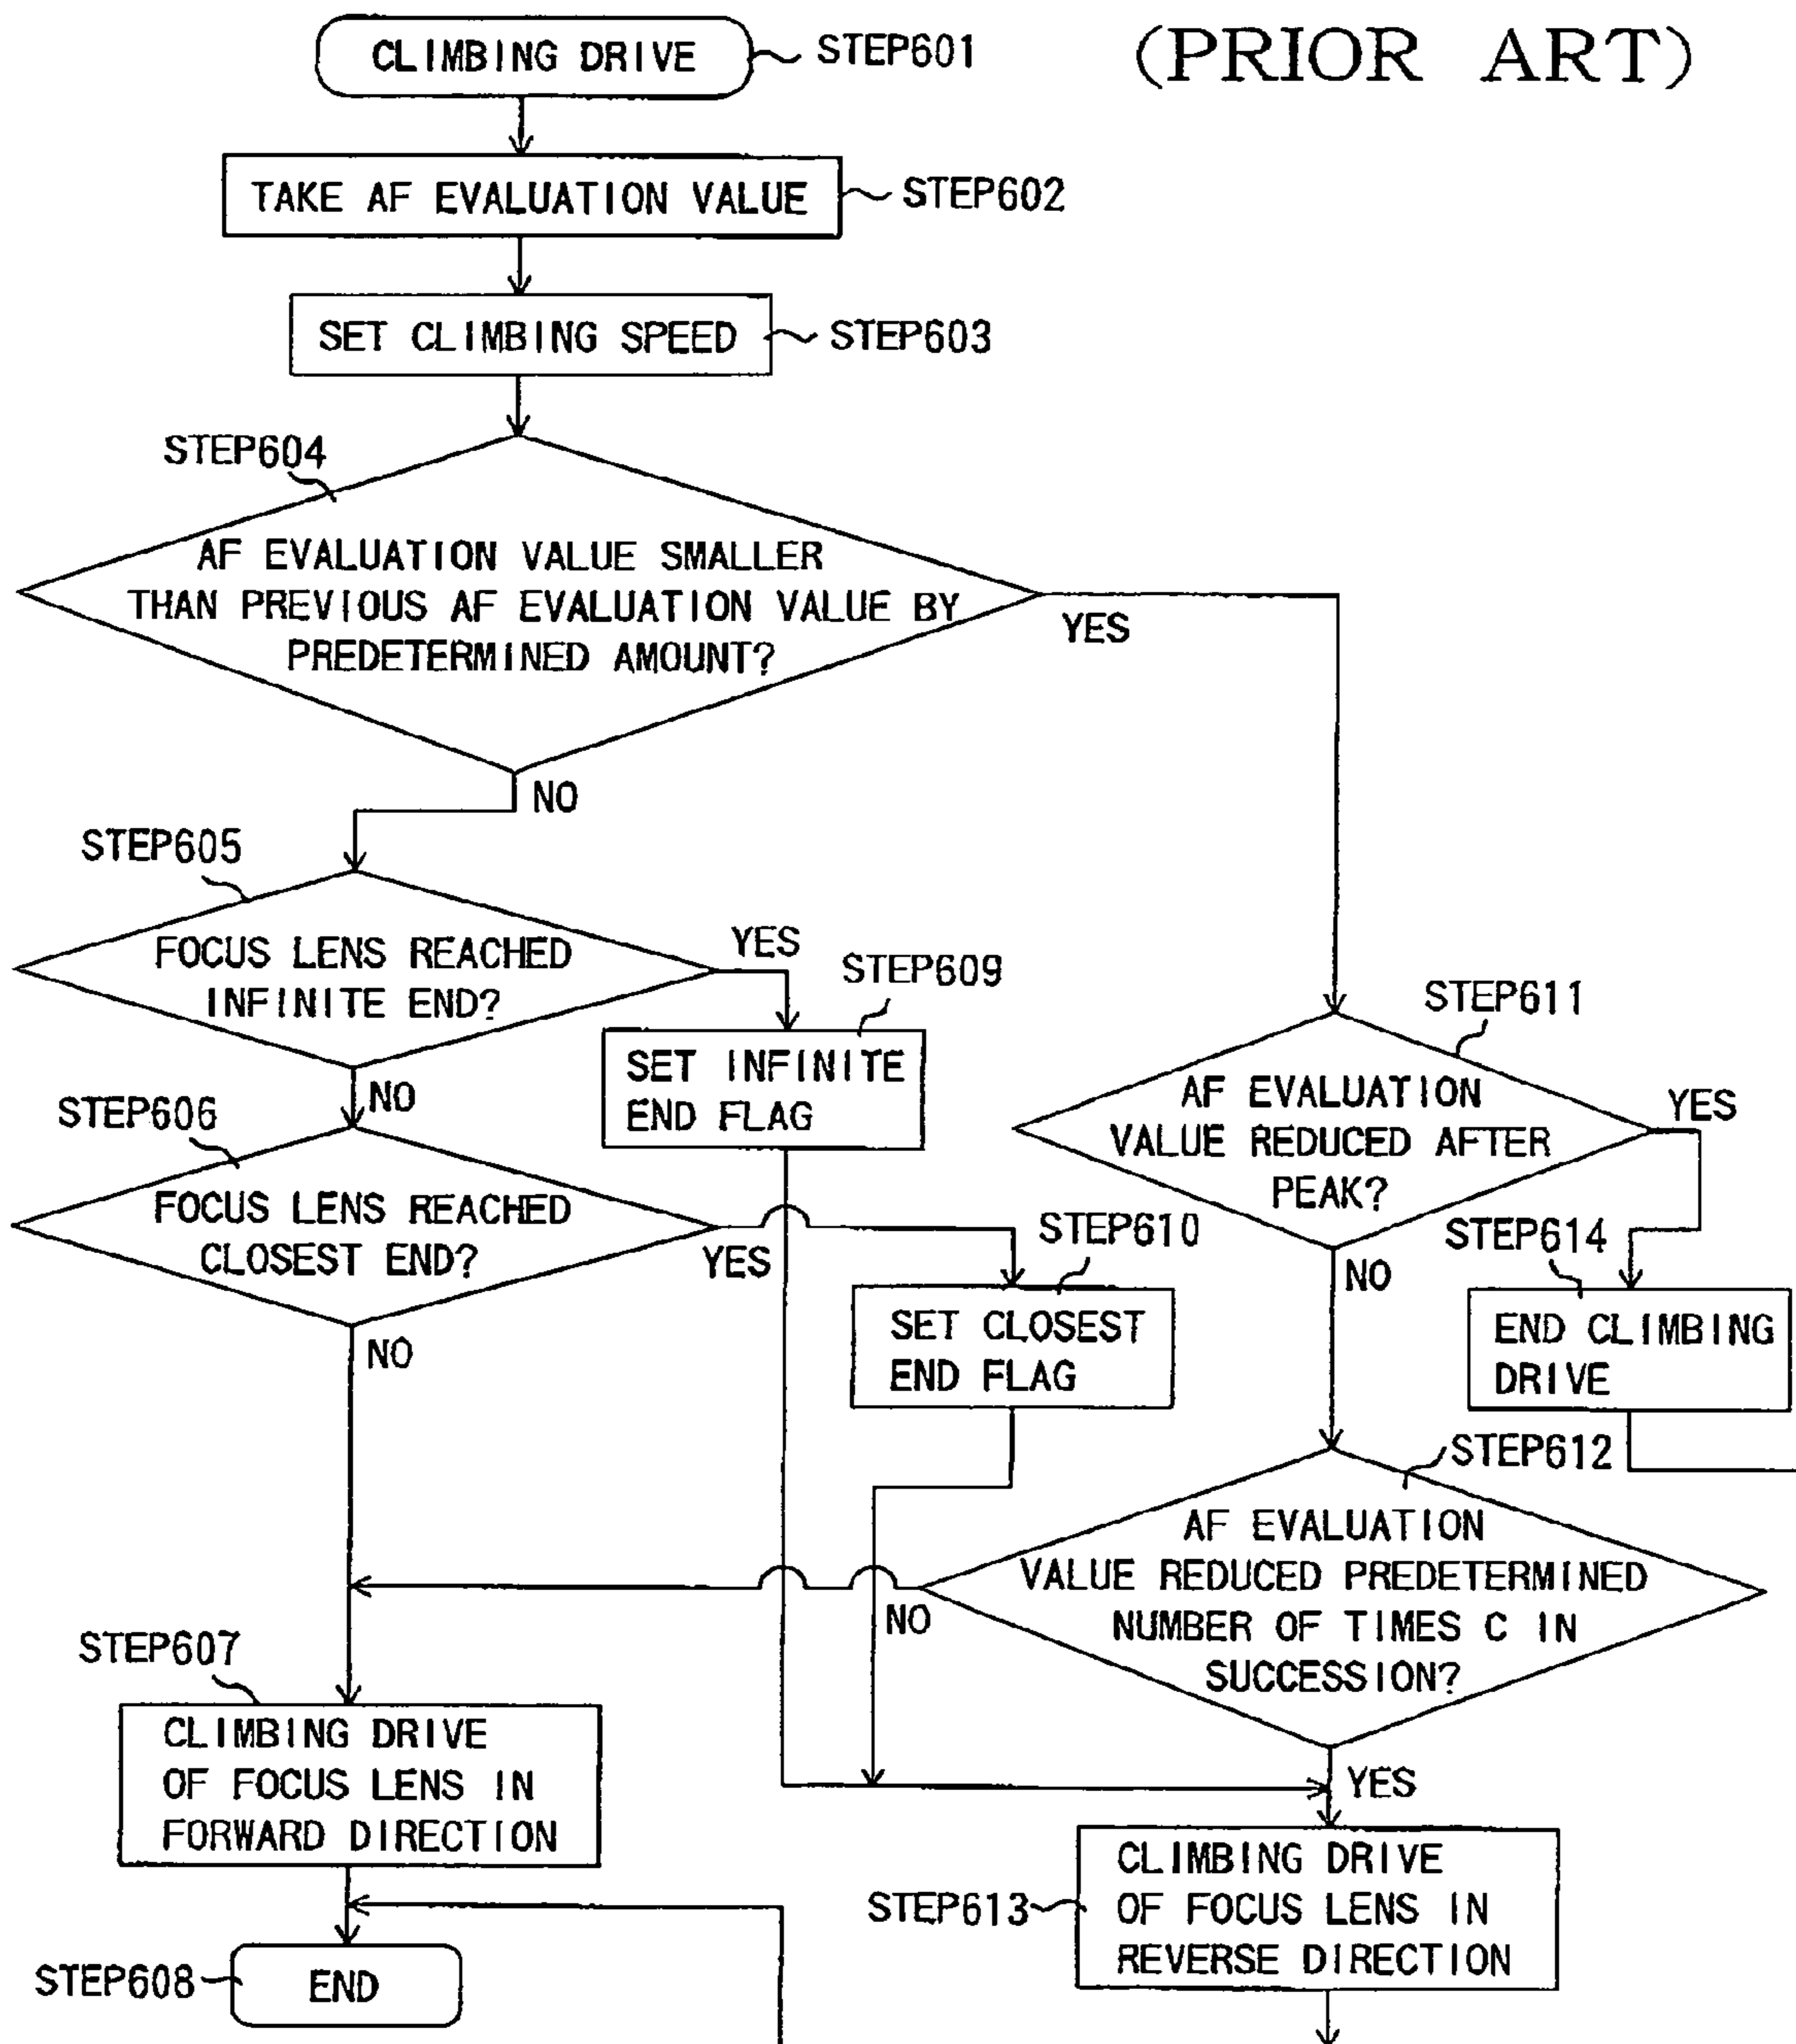 (PRIOR ART)
CLIMBING DRIVE
STEP601
TAKE AF EVALUATION VALUE
STEP602
SET CLIMBING SPEED
STEP603
STEP604
AF EVALUATION VALUE SMALLER
THAN PREVIOUS AF EVALUATION VALUE BY
PREDETERMINED AMOUNT?
YES
NO
STEP605
FOCUS LENS REACHED
INFINITE END?
YES
NO
STEP609
SET INFINITE
END FLAG
STEP606
FOCUS LENS REACHED
CLOSEST END?
YES
NO
STEP610
SET CLOSEST
END FLAG
STEP611
AF EVALUATION
VALUE REDUCED AFTER
PEAK?
YES
NO
STEP614
END CLIMBING
DRIVE
STEP612
AF EVALUATION
VALUE REDUCED PREDETERMINED
NUMBER OF TIMES C IN
SUCCESSION?
NO
YES
STEP607
CLIMBING DRIVE
OF FOCUS LENS IN
FORWARD DIRECTION
STEP613
CLIMBING DRIVE
OF FOCUS LENS IN
REVERSE DIRECTION
STEP608
END